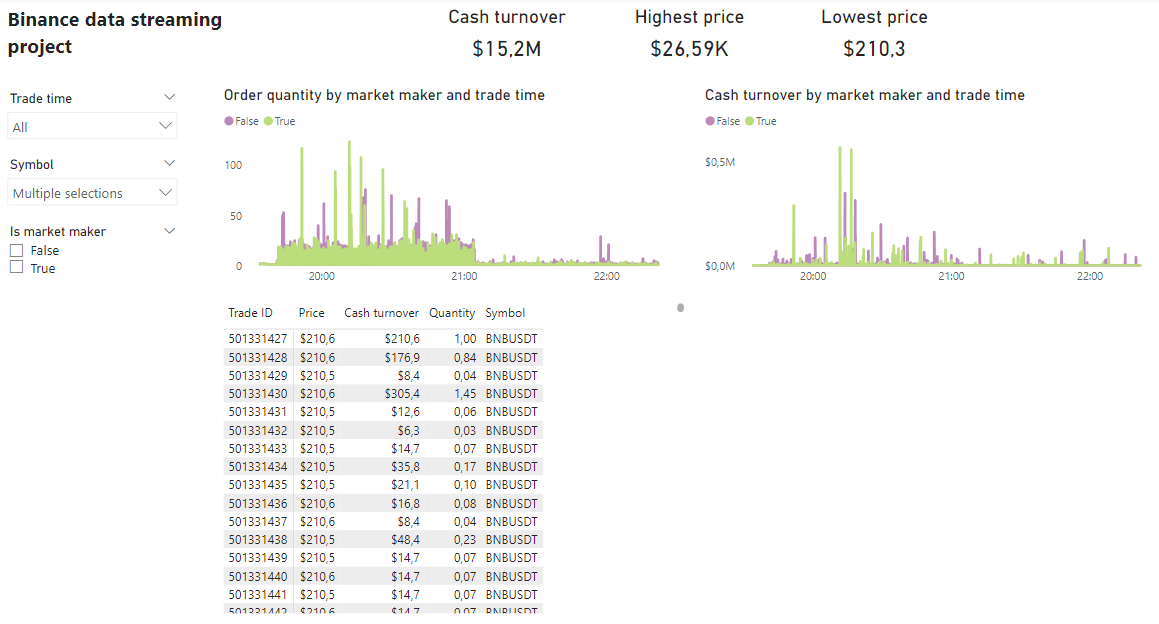 Binance data streaming
project
Cash turnover
$15,2M
Highest price
$26,59K
Lowest price
$210,3
Trade time
All
Symbol
Multiple selections
Is market maker
False
True
Order quantity by market maker and trade time
False True
100
50
0
20:00 21:00 22:00
Cash turnover by market maker and trade time
False True
$0,5M
$0,0M
20:00 21:00 22:00
Trade ID Price Cash turnover Quantity Symbol
501331427 $210,6 $210,6 1,00 BNBUSDT
501331428 $210,6 $176,9 0,84 BNBUSDT
501331429 $210,5 $8,4 0,04 BNBUSDT
501331430 $210,6 $305,4 1,45 BNBUSDT
501331431 $210,5 $12,6 0,06 BNBUSDT
501331432 $210,5 $6,3 0,03 BNBUSDT
501331433 $210,5 $14,7 0,07 BNBUSDT
501331434 $210,5 $35,8 0,17 BNBUSDT
501331435 $210,5 $21,1 0,10 BNBUSDT
501331436 $210,6 $16,8 0,08 BNBUSDT
501331437 $210,6 $8,4 0,04 BNBUSDT
501331438 $210,5 $48,4 0,23 BNBUSDT
501331439 $210,5 $14,7 0,07 BNBUSDT
501331440 $210,6 $14,7 0,07 BNBUSDT
501331441 $210,5 $14,7 0,07 BNBUSDT
501331442 $210,6 $14,7 0,07 BNBUSDT